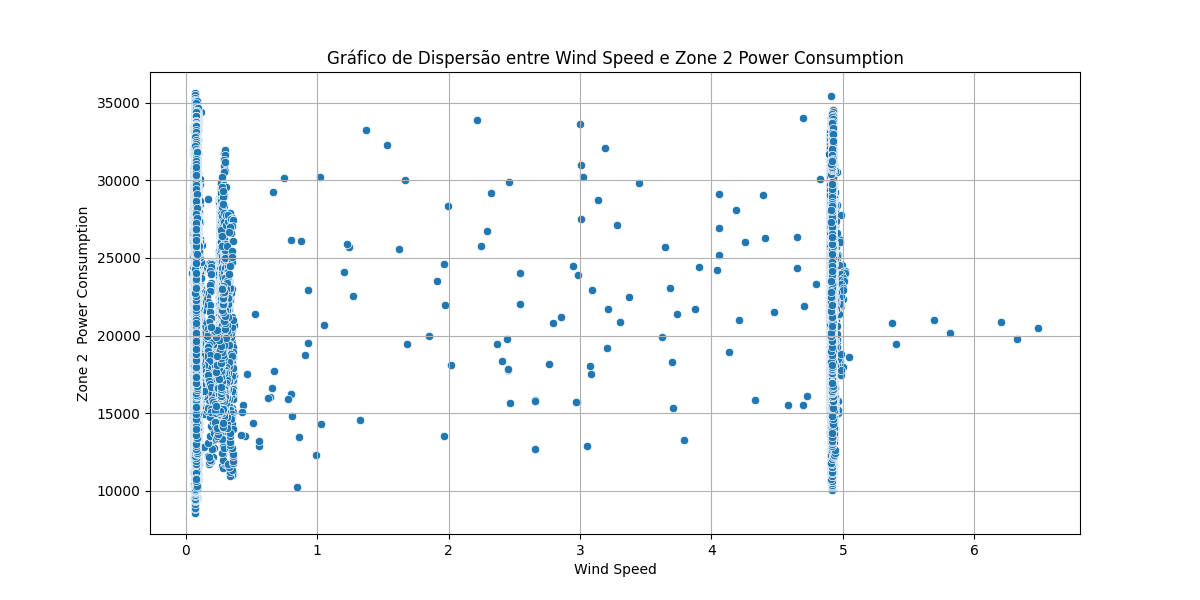 Gráfico de Dispersão entre Wind Speed e Zone 2 Power Consumption
35000
30000
25000
20000
15000
10000
Zone 2  Power Consumption
0 1 2 3 4 5 6
Wind Speed